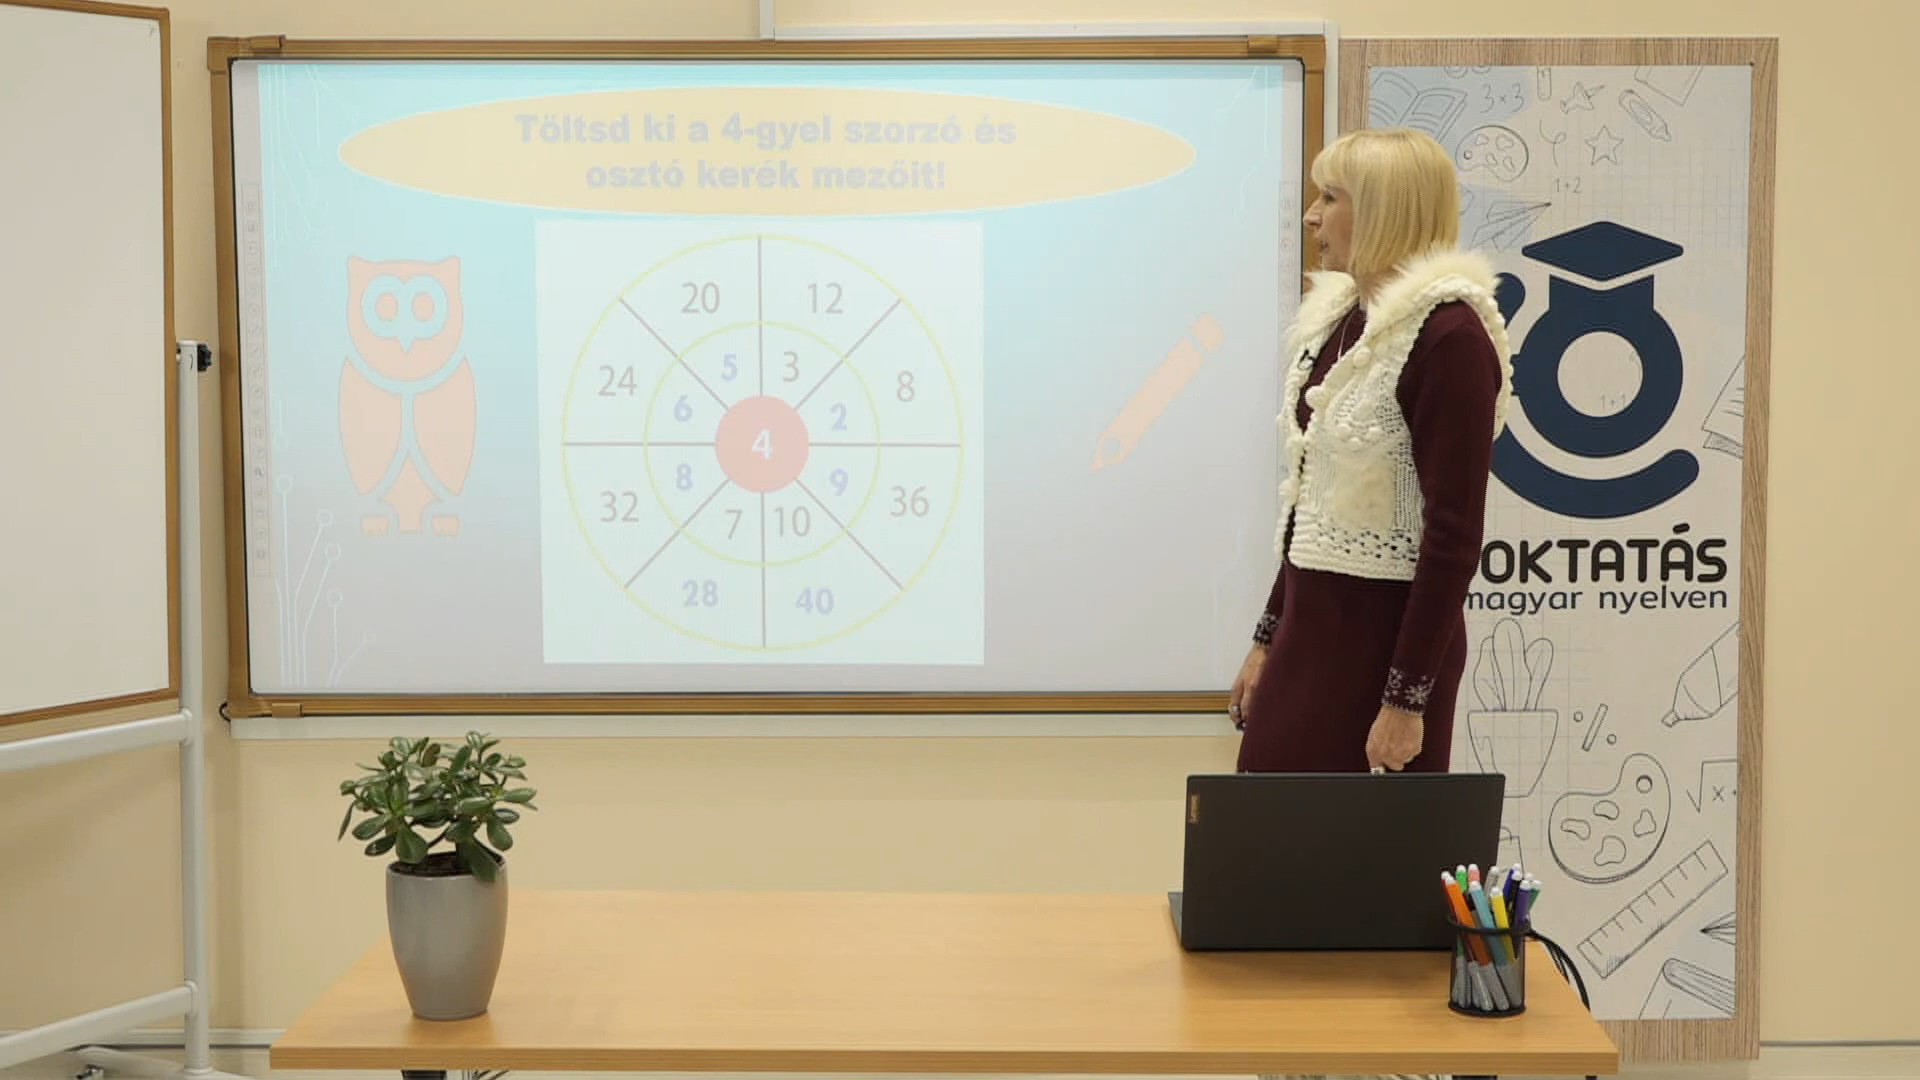 Töltsd ki a 4-gyel szorzó és
osztó kerék mezőit!
20 12
24 5 3 8
6 2
4
8 9
32 7 10 36
28 40
3×3
1+2
1+1
OKTATÁS
magyar nyelven
%
√x
Lenovo